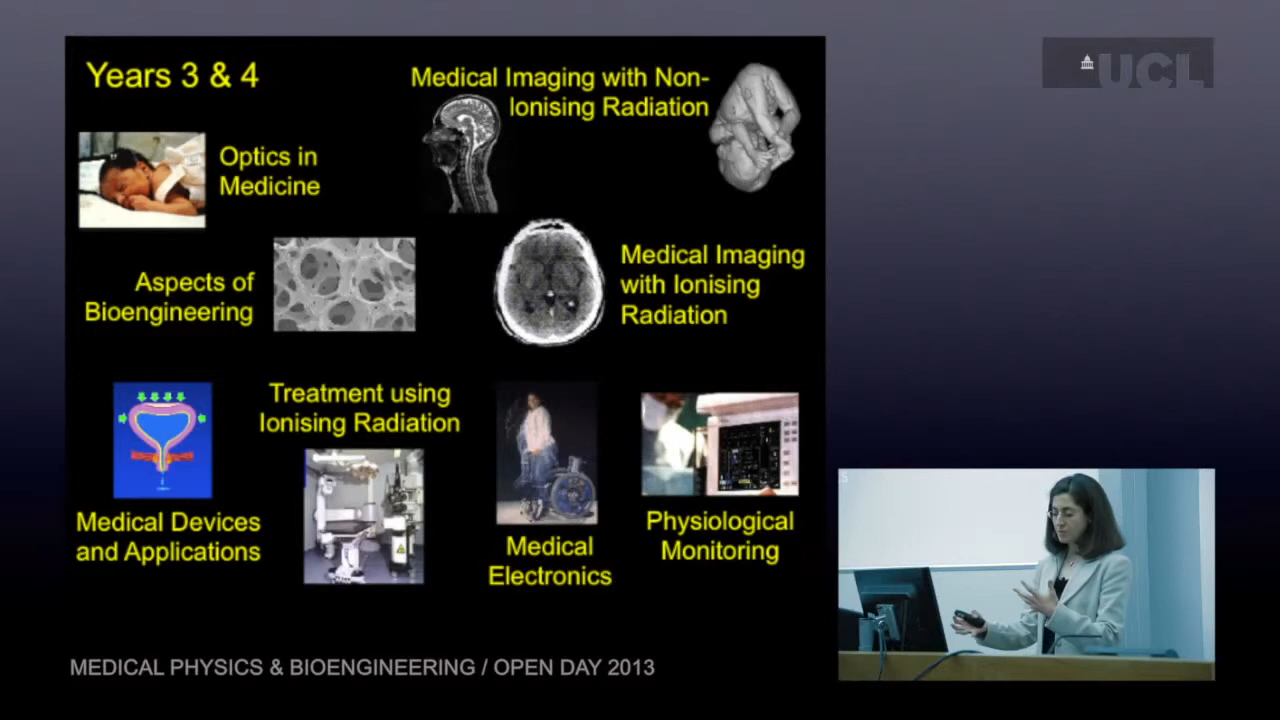 Years 3 & 4
Medical Imaging with Non-
Ionising Radiation
UCL
Optics in
Medicine
Aspects of
Bioengineering
Medical Imaging
with Ionising
Radiation
Treatment using
Ionising Radiation
Medical Devices
and Applications
Medical
Electronics
Physiological
Monitoring
MEDICAL PHYSICS & BIOENGINEERING / OPEN DAY 2013